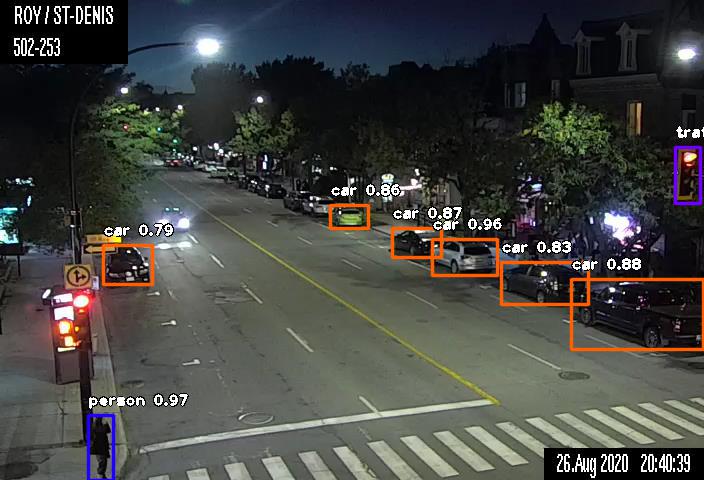 ROY / ST-DENIS
502-253
car 0.86
car 0.87
car 0.96
car 0.79
car 0.83
car 0.88
traf
person 0.97
26.Aug 2020 20:40:39